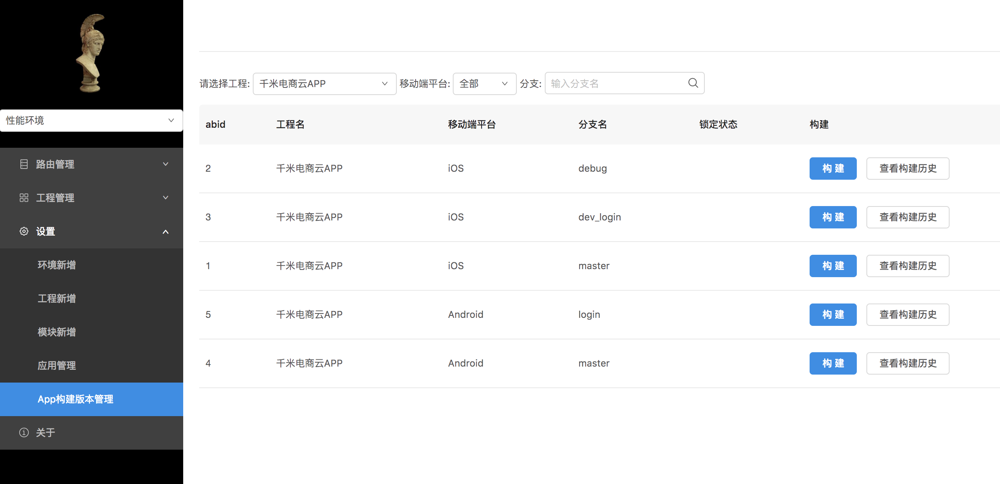 性能环境
路由管理
工程管理
设置
环境新增
工程新增
模块新增
应用管理
App构建版本管理
关于
请选择工程: 千米电商云APP 移动端平台: 全部 分支: 输入分支名
abid 工程名 移动端平台 分支名 锁定状态 构建
2 千米电商云APP iOS debug 构 建 查看构建历史
3 千米电商云APP iOS dev_login 构 建 查看构建历史
1 千米电商云APP iOS master 构 建 查看构建历史
5 千米电商云APP Android login 构 建 查看构建历史
4 千米电商云APP Android master 构 建 查看构建历史